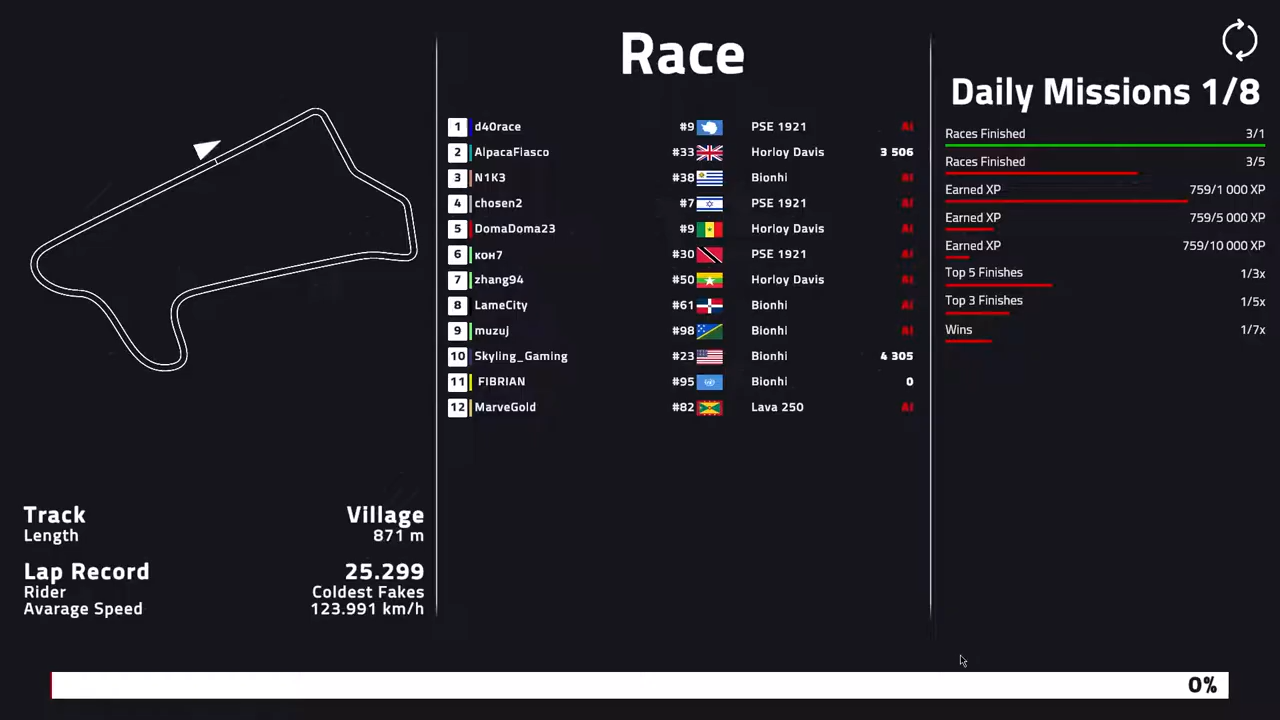 Race
1 d40race #9 PSE 1921 AI
2 AlpacaFlasco #33 Horloy Davis 3 506
3 N1K3 #38 Bionhi AI
4 chosen2 #7 PSE 1921 AI
5 DomaDoma23 #9 Horloy Davis AI
6 кон7 #30 PSE 1921 AI
7 zhang94 #50 Horloy Davis AI
8 LameCity #61 Bionhi AI
9 muzuj #98 Bionhi AI
10 Skyling_Gaming #23 Bionhi 4 305
11 FIBRIAN #95 Bionhi 0
12 MarveGold #82 Lava 250 AI
Daily Missions 1/8
Races Finished 3/1
Races Finished 3/5
Earned XP 759/1 000 XP
Earned XP 759/5 000 XP
Earned XP 759/10 000 XP
Top 5 Finishes 1/3x
Top 3 Finishes 1/5x
Wins 1/7x
Track Village
Length 871 m
Lap Record 25.299
Rider Coldest Fakes
Avarage Speed 123.991 km/h
0%